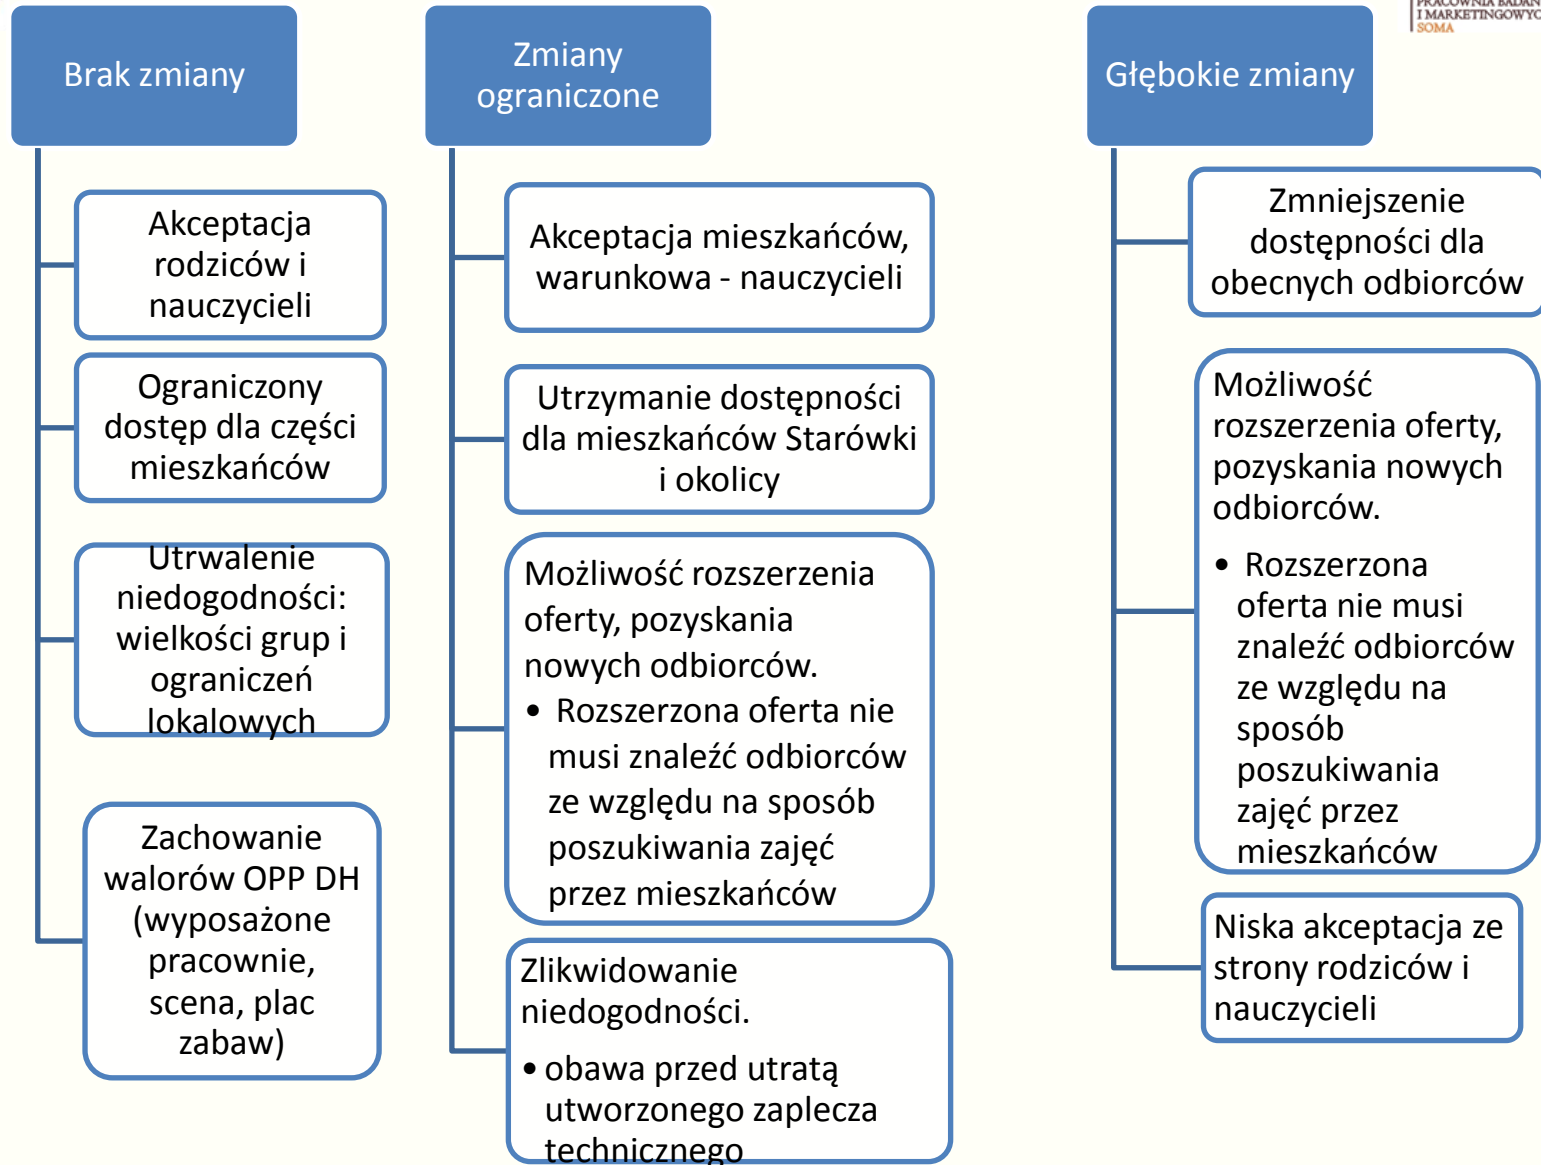 PRACOWNIA BADAŃ
I MARKETINGOWYC
SOMA
Brak zmiany
Akceptacja
rodziców i
nauczycieli
Ograniczony
dostęp dla części
mieszkańców
Utrwalenie
niedogodności:
wielkości grup i
ograniczeń
lokalowych
Zachowanie
walorów OPP DH
(wyposażone
pracownie,
scena, plac
zabaw)
Zmiany
ograniczone
Akceptacja mieszkańców,
warunkowa - nauczycieli
Utrzymanie dostępności
dla mieszkańców Starówki
i okolicy
Możliwość rozszerzenia
oferty, pozyskania
nowych odbiorców.
• Rozszerzona oferta nie
musi znaleźć odbiorców
ze względu na sposób
poszukiwania zajęć
przez mieszkańców
Zlikwidowanie
niedogodności.
• obawa przed utratą
utworzonego zaplecza
technicznego
Głębokie zmiany
Zmniejszenie
dostępności dla
obecnych odbiorców
Możliwość
rozszerzenia oferty,
pozyskania nowych
odbiorców.
• Rozszerzona
oferta nie musi
znaleźć odbiorców
ze względu na
sposób
poszukiwania
zajęć przez
mieszkańców
Niska akceptacja ze
strony rodziców i
nauczycieli